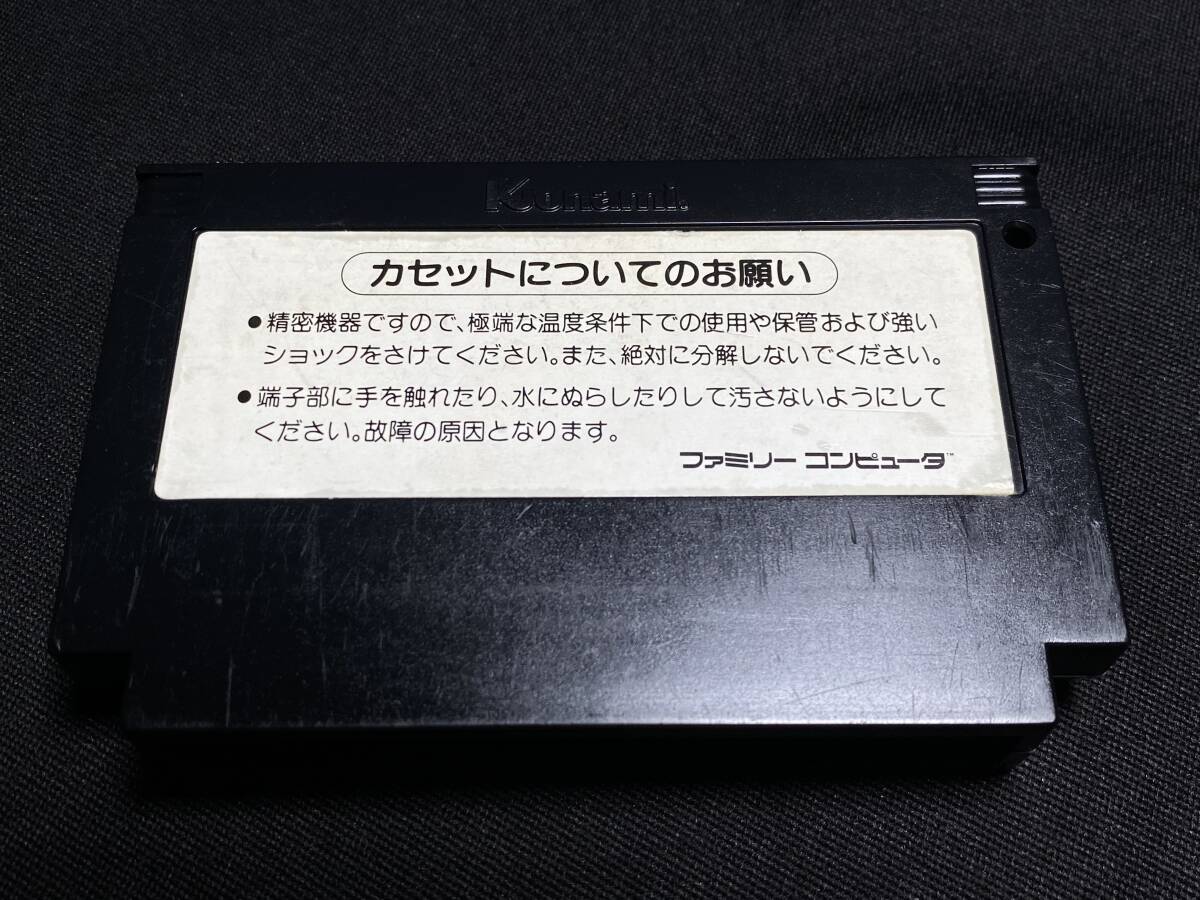 Konami
カセットについてのお願い
●精密機器ですので、極端な温度条件下での使用や保管および強い
ショックをさけてください。また、絶対に分解しないでください。
●端子部に手を触れたり、水にぬらしたりして汚さないようにして
ください。故障の原因となります。
ファミリーコンピュータ™